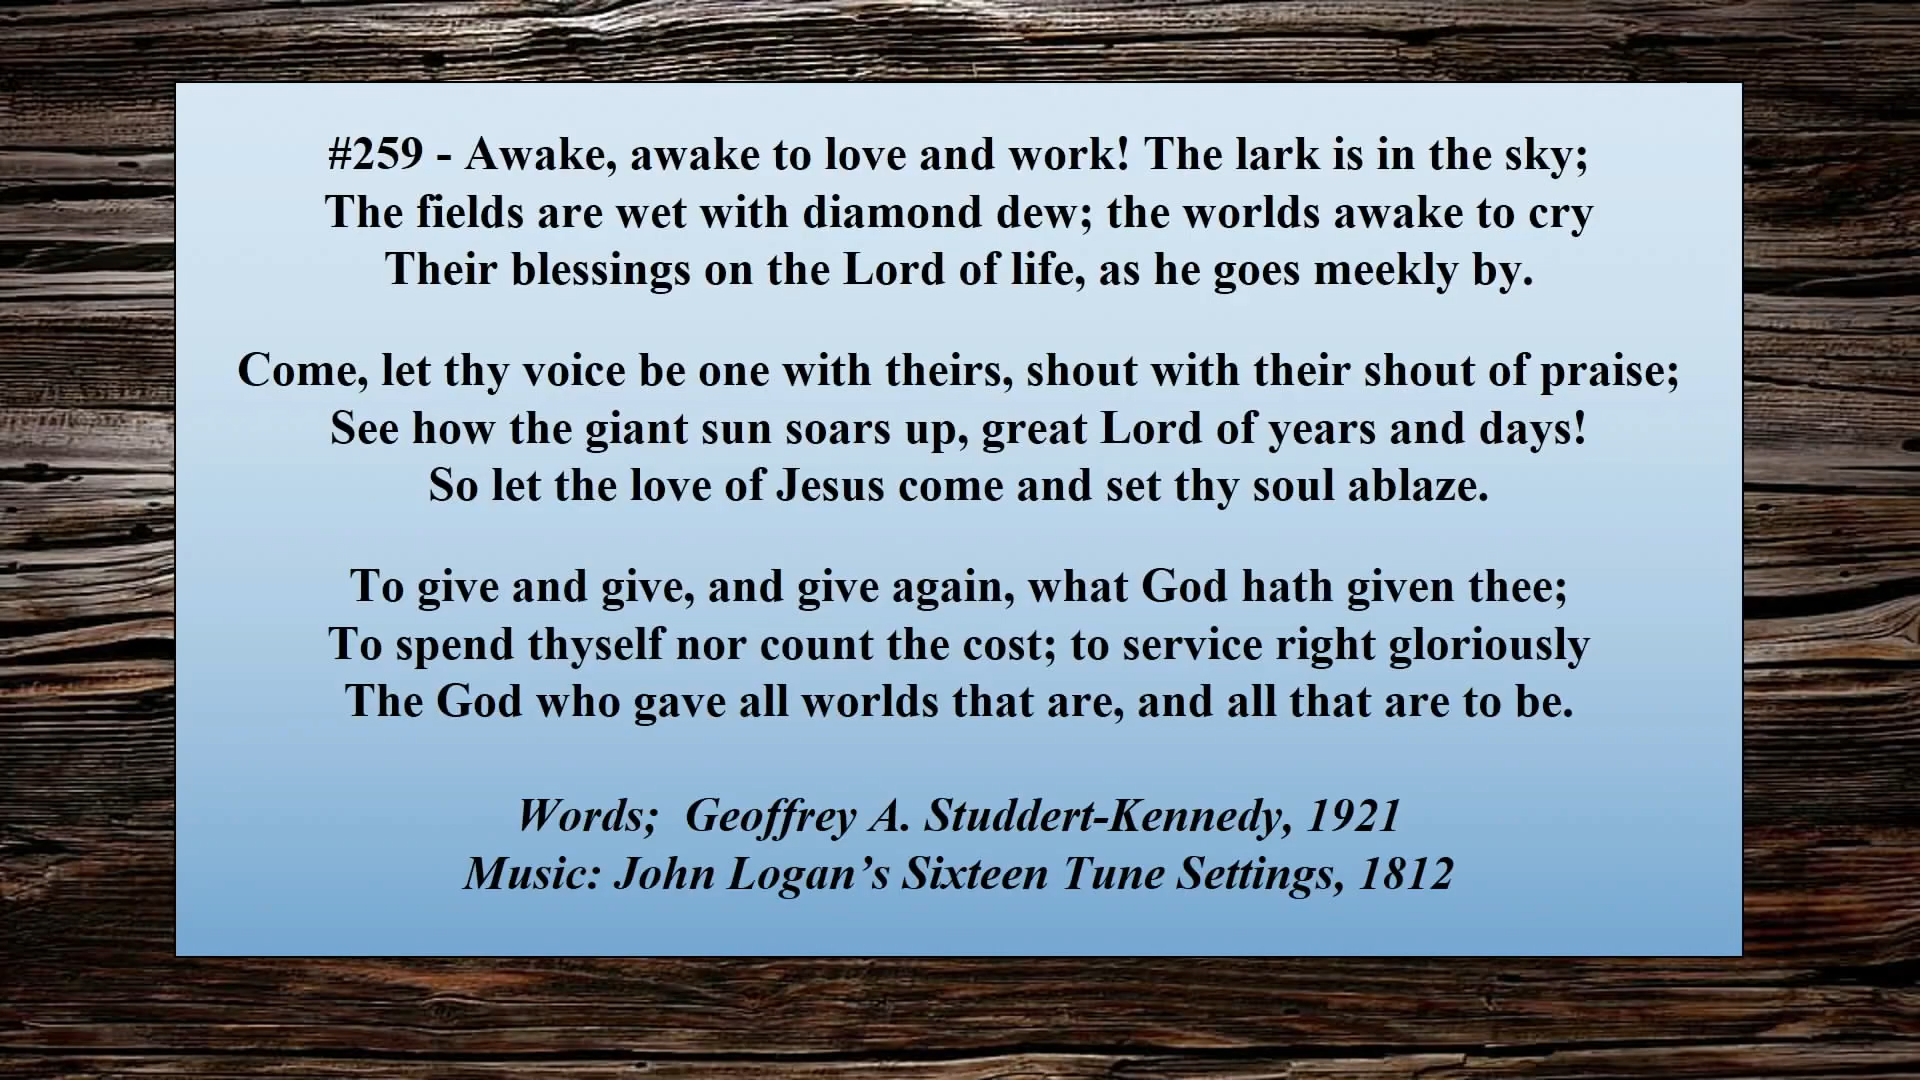 #259 - Awake, awake to love and work! The lark is in the sky;
The fields are wet with diamond dew; the worlds awake to cry
Their blessings on the Lord of life, as he goes meekly by.
Come, let thy voice be one with theirs, shout with their shout of praise;
See how the giant sun soars up, great Lord of years and days!
So let the love of Jesus come and set thy soul ablaze.
To give and give, and give again, what God hath given thee;
To spend thyself nor count the cost; to service right gloriously
The God who gave all worlds that are, and all that are to be.
Words;  Geoffrey A. Studdert-Kennedy, 1921
Music: John Logan’s Sixteen Tune Settings, 1812